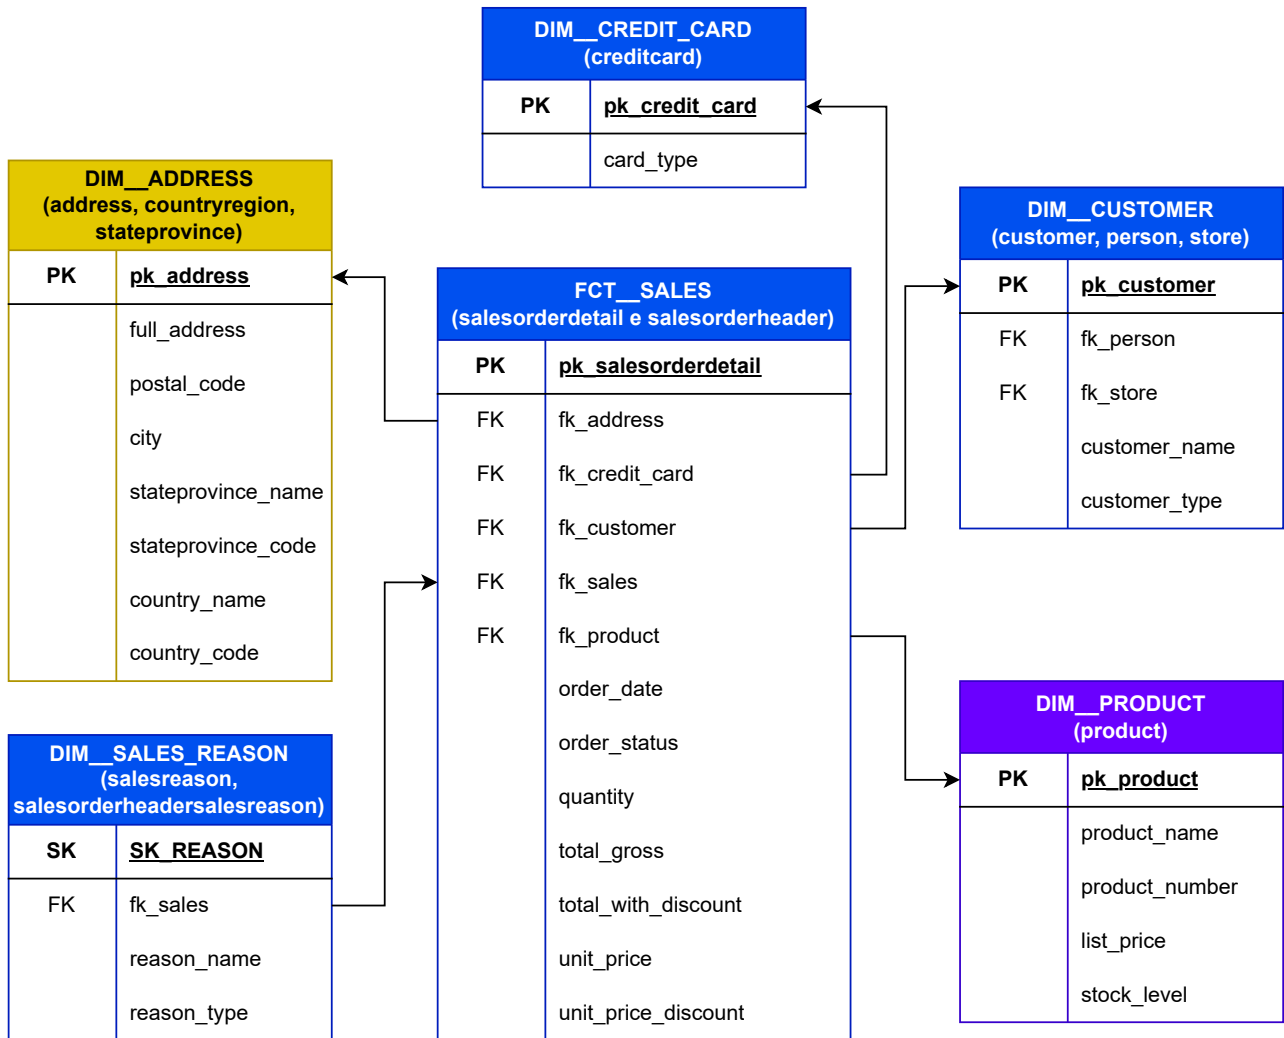 DIM__CREDIT_CARD
(creditcard)
PK pk_credit_card
card_type
DIM__ADDRESS
(address, countryregion,
stateprovince)
PK pk_address
full_address
postal_code
city
stateprovince_name
stateprovince_code
country_name
country_code
FCT__SALES
(salesorderdetail e salesorderheader)
PK pk_salesorderdetail
FK fk_address
FK fk_credit_card
FK fk_customer
FK fk_sales
FK fk_product
order_date
order_status
quantity
total_gross
total_with_discount
unit_price
unit_price_discount
DIM__CUSTOMER
(customer, person, store)
PK pk_customer
FK fk_person
FK fk_store
customer_name
customer_type
DIM__SALES_REASON
(salesreason,
salesorderheadersalesreason)
SK SK_REASON
FK fk_sales
reason_name
reason_type
DIM__PRODUCT
(product)
PK pk_product
product_name
product_number
list_price
stock_level